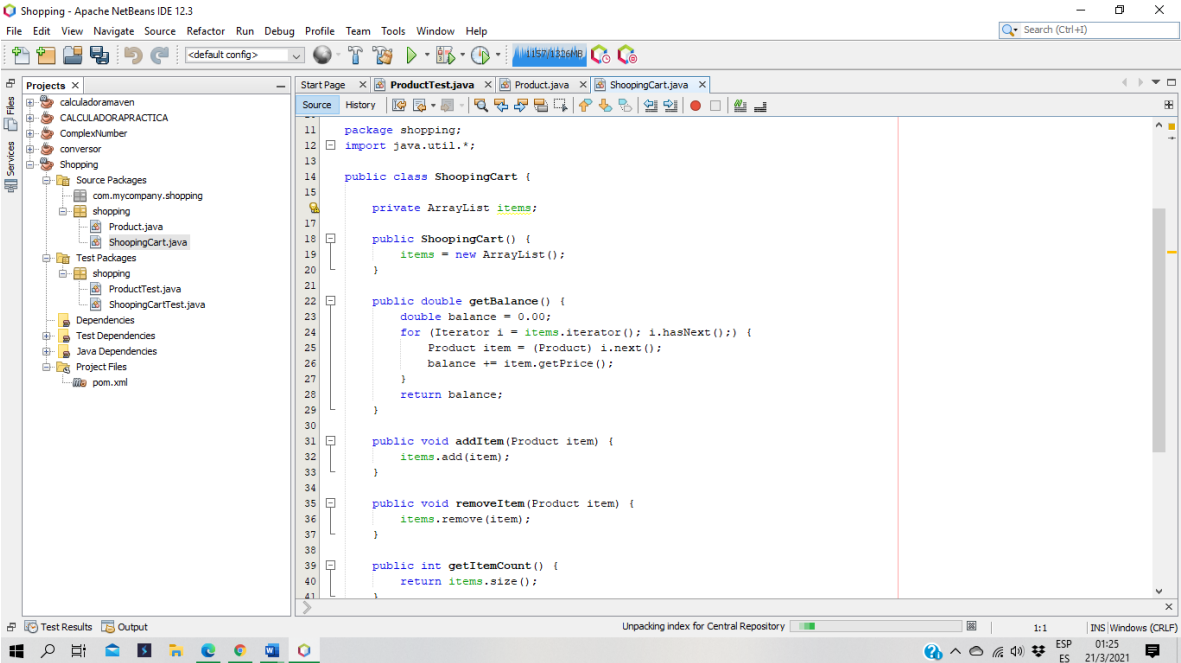 Shopping - Apache NetBeans IDE 12.3
File Edit View Navigate Source Refactor Run Debug Profile Team Tools Window Help
Search (Ctrl+I)
<default config>
1157/1336MB
Files
Services
Projects
calculadoramaven
CALCULADORAPRACTICA
ComplexNumber
conversor
Shopping
Source Packages
com.mycompany.shopping
shopping
Product.java
ShoopingCart.java
Test Packages
shopping
ProductTest.java
ShoopingCartTest.java
Dependencies
Test Dependencies
Java Dependencies
Project Files
pom.xml
Start Page ProductTest.java Product.java ShoopingCart.java
Source History
11 package shopping;
12 import java.util.*;
13
14 public class ShoopingCart {
15
private ArrayList items;
17
18 public ShoopingCart() {
19 items = new ArrayList();
20 }
21
22 public double getBalance() {
23 double balance = 0.00;
24 for (Iterator i = items.iterator(); i.hasNext();) {
25 Product item = (Product) i.next();
26 balance += item.getPrice();
27 }
28 return balance;
29 }
30
31 public void addItem(Product item) {
32 items.add(item);
33 }
34
35 public void removeItem(Product item) {
36 items.remove(item);
37 }
38
39 public int getItemCount() {
40 return items.size();
41 }
Test Results Output
Unpacking index for Central Repository
1:1 INS Windows (CRLF)
ESP
ES
01:25
21/3/2021